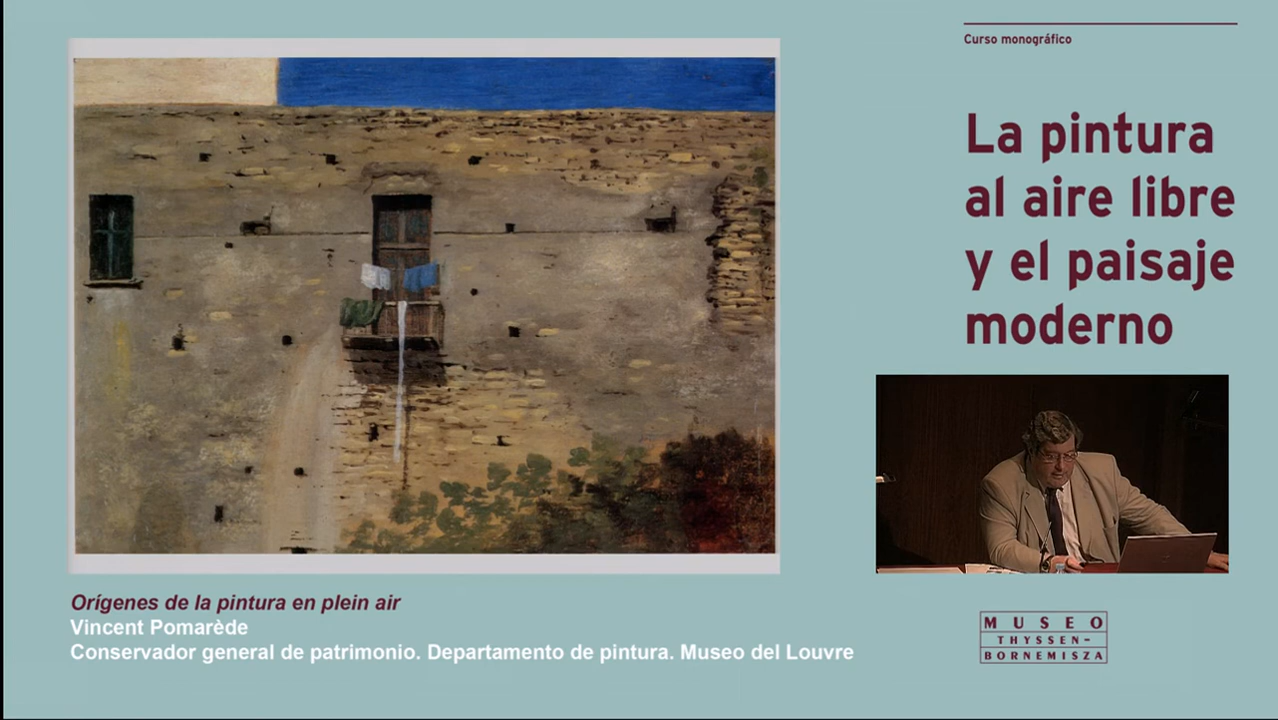 Curso monográfico
La pintura
al aire libre
y el paisaje
moderno
Orígenes de la pintura en plein air
Vincent Pomarède
Conservador general de patrimonio. Departamento de pintura. Museo del Louvre
MUSEO
THYSSEN-
BORNEMISZA